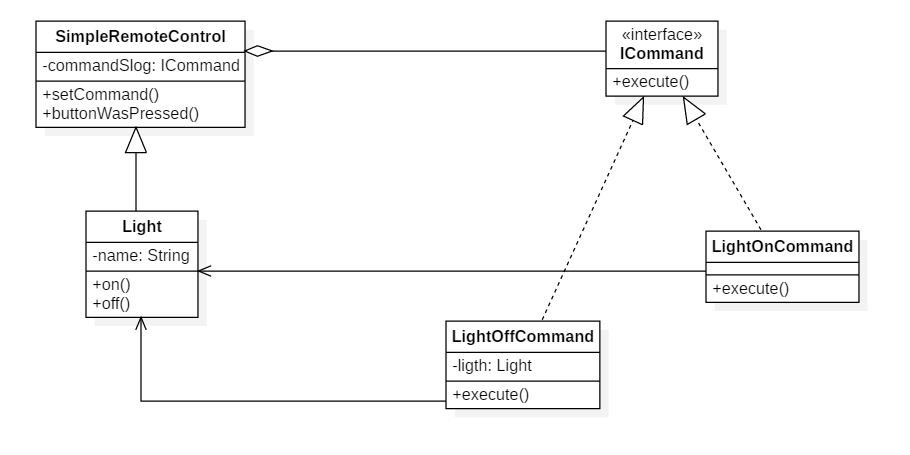 SimpleRemoteControl
-commandSlog: ICommand
+setCommand()
+buttonWasPressed()
«interface»
ICommand
+execute()
Light
-name: String
+on()
+off()
LightOnCommand
+execute()
LightOffCommand
-ligth: Light
+execute()